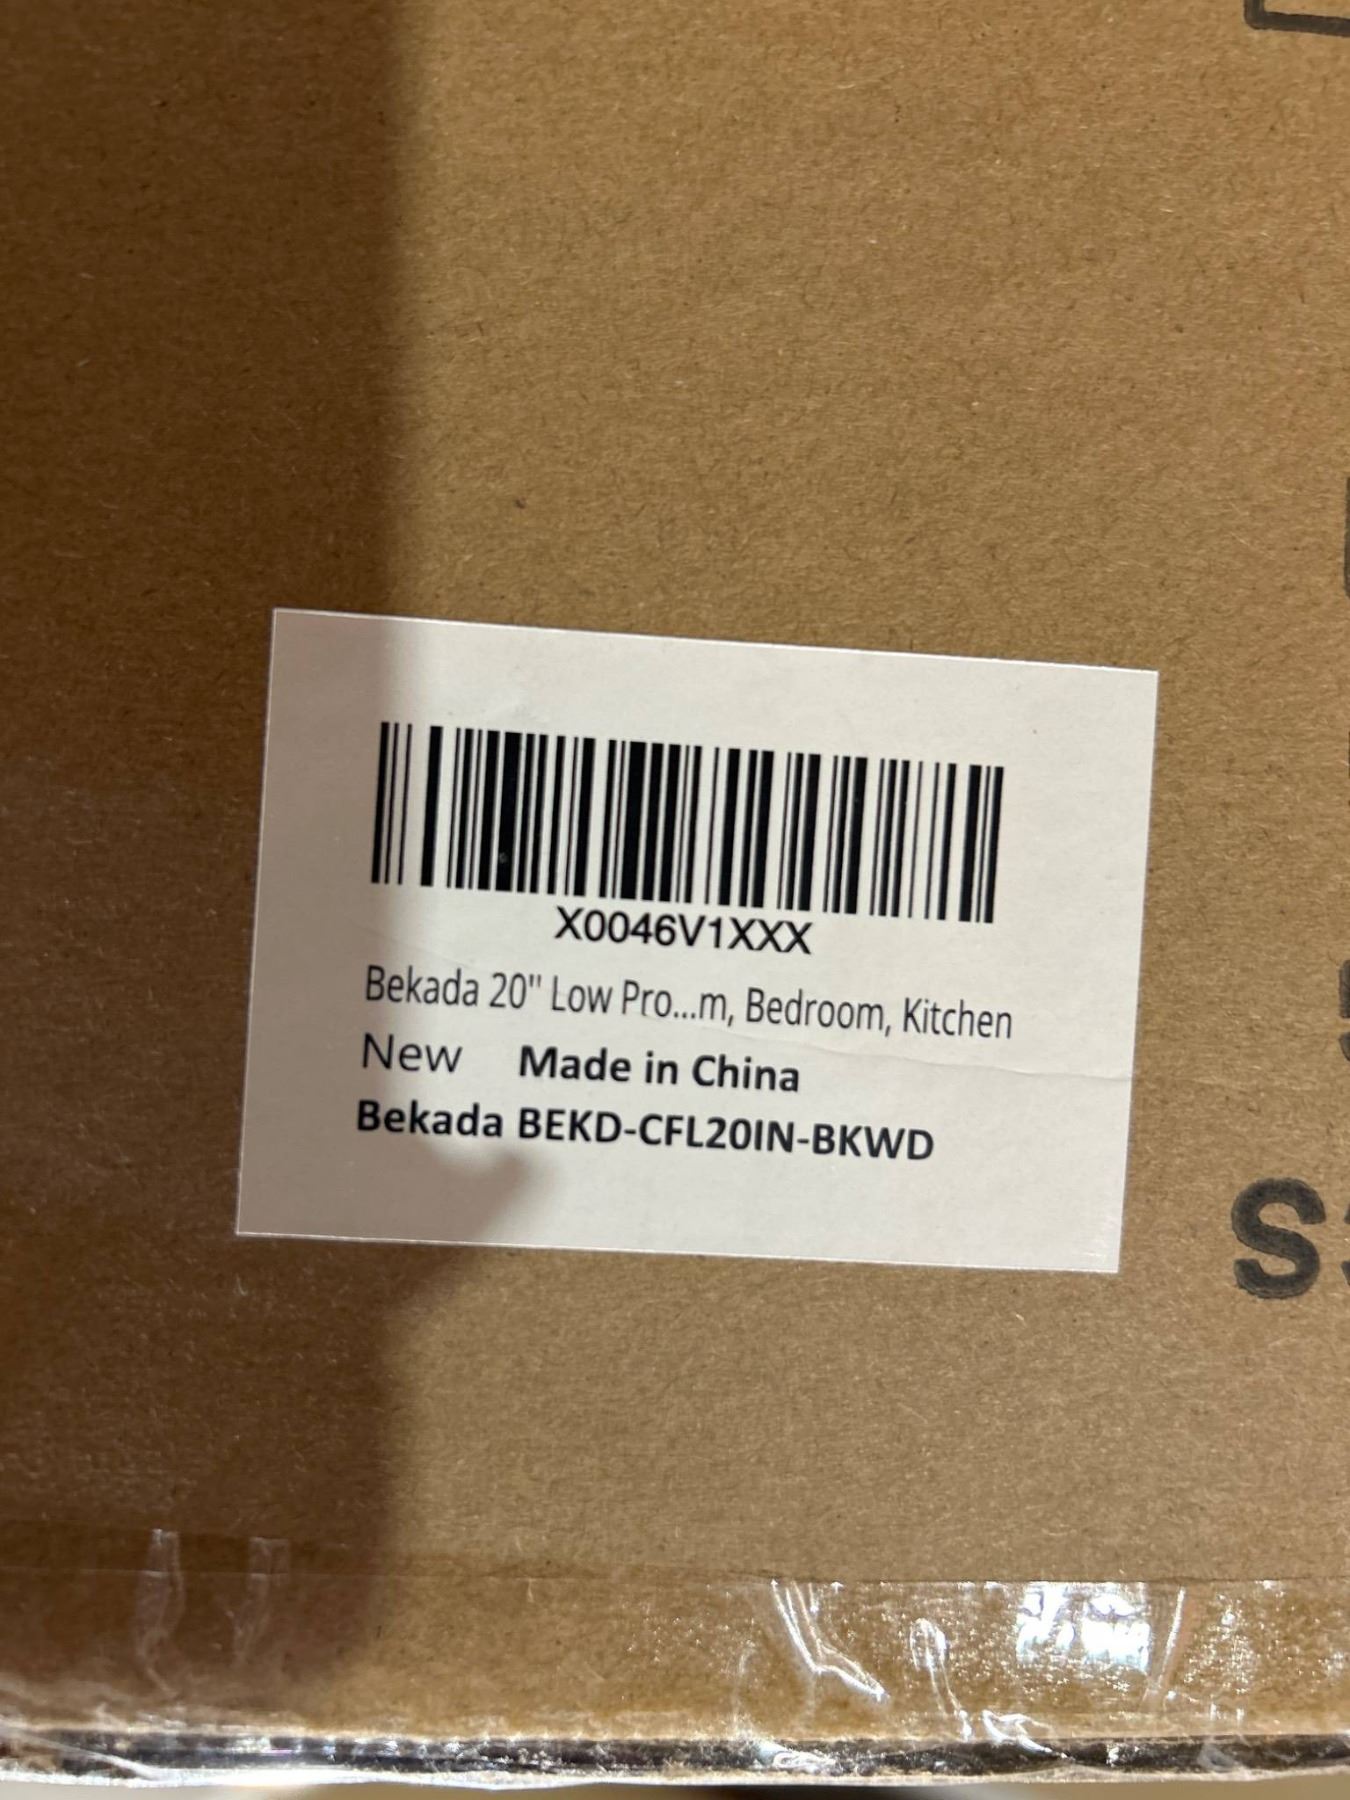 X0046V1XXX
Bekada 20" Low Pro...m, Bedroom, Kitchen
New Made in China
Bekada BEKD-CFL20IN-BKWD